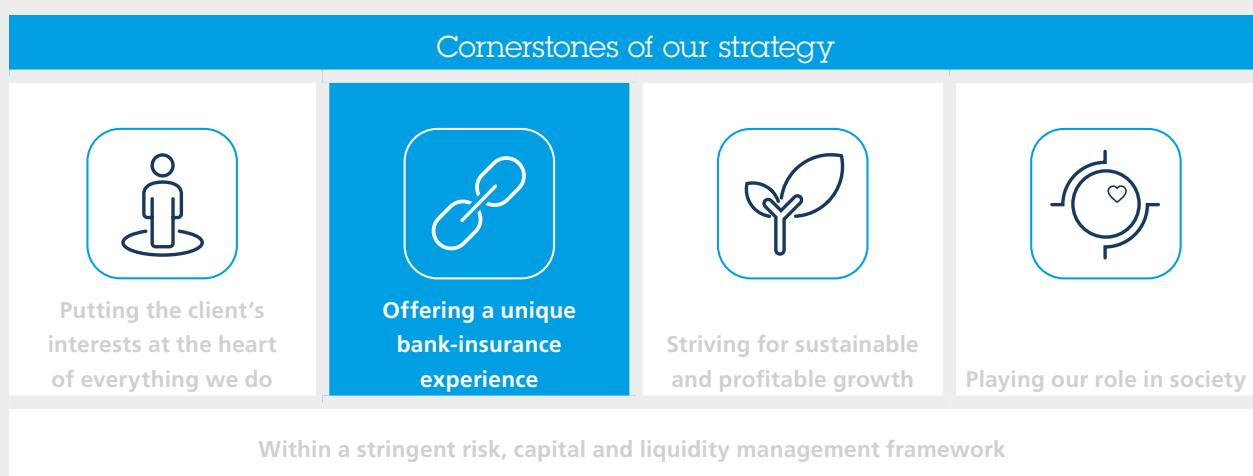 Cornerstones of our strategy
Putting the client’s
interests at the heart
of everything we do
Offering a unique
bank-insurance
experience
Striving for sustainable
and profitable growth
Playing our role in society
Within a stringent risk, capital and liquidity management framework